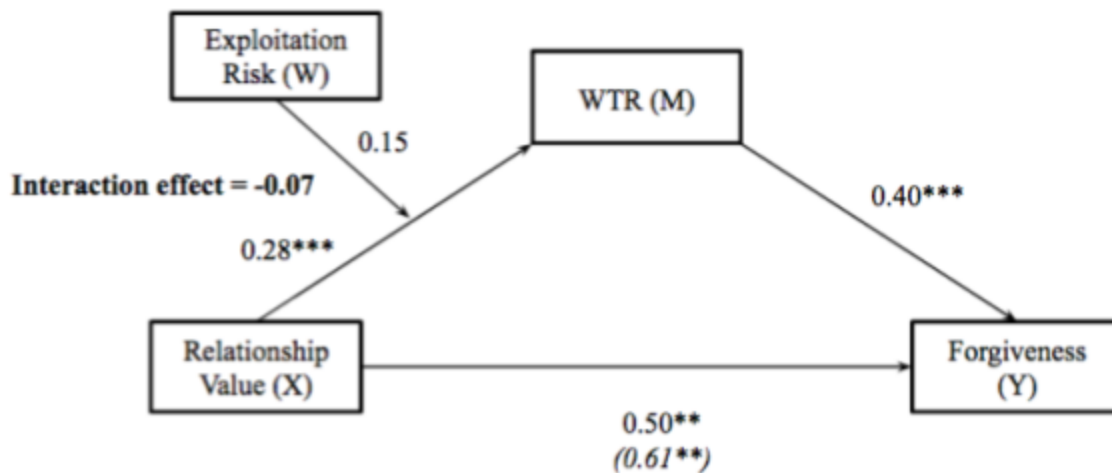 Exploitation
Risk (W)
WTR (M)
0.15
Interaction effect = -0.07
0.40***
0.28***
Relationship
Value (X)
Forgiveness
(Y)
0.50**
(0.61**)